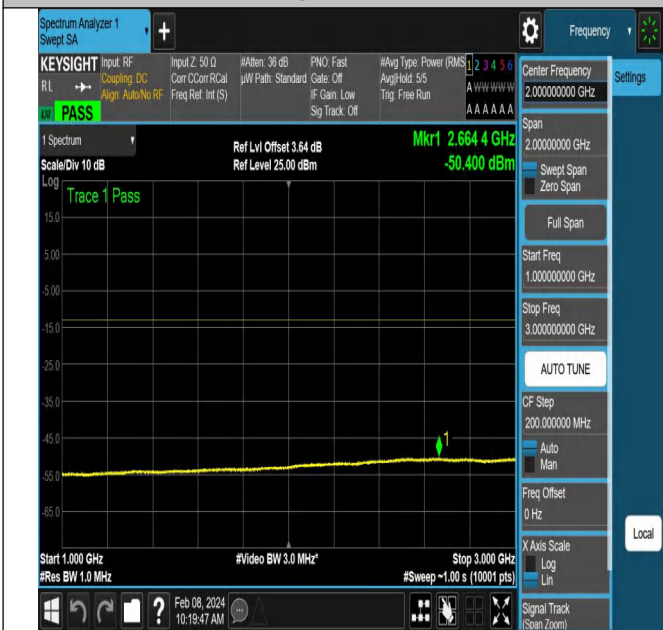 Spectrum Analyzer 1
Swept SA
+
Frequency
KEYSIGHT
RL
LXI
PASS
Input: RF
Coupling: DC
Align: Auto/No RF
Input Z: 50 Ω
Corr CCorr RCal
Freq Ref: Int (S)
#Atten: 36 dB
µW Path: Standard
PNO: Fast
Gate: Off
IF Gain: Low
Sig Track: Off
#Avg Type: Power (RMS
Avg|Hold: 5/5
Trig: Free Run
1 2 3 4 5 6
A W W W W W
A A A A A A
1 Spectrum
Scale/Div 10 dB
Ref Lvl Offset 3.64 dB
Ref Level 25.00 dBm
Mkr1 2.664 4 GHz
-50.400 dBm
Log
Trace 1 Pass
15.0
5.00
-5.00
-15.0
-25.0
-35.0
-45.0
-55.0
-65.0
1
Start 1.000 GHz
#Res BW 1.0 MHz
#Video BW 3.0 MHz*
Stop 3.000 GHz
#Sweep ~1.00 s (10001 pts)
?
Feb 08, 2024
10:19:47 AM
Center Frequency
2.000000000 GHz
Span
2.00000000 GHz
Swept Span
Zero Span
Full Span
Start Freq
1.000000000 GHz
Stop Freq
3.000000000 GHz
AUTO TUNE
CF Step
200.000000 MHz
Auto
Man
Freq Offset
0 Hz
X Axis Scale
Log
Lin
Signal Track
(Span Zoom)
Settings
Local